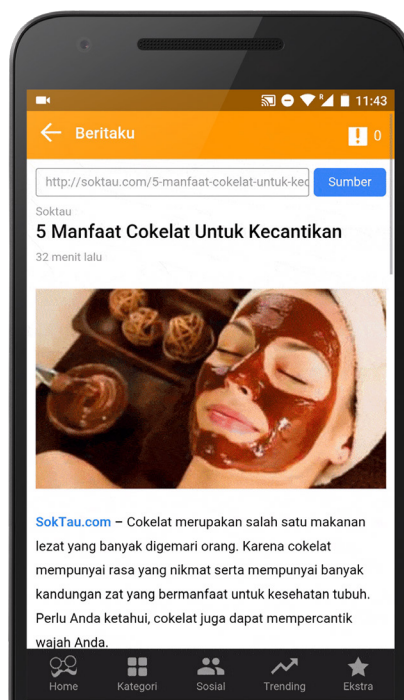 R
11:43
Beritaku
0
http://soktau.com/5-manfaat-cokelat-untuk-kec
Sumber
Soktau
5 Manfaat Cokelat Untuk Kecantikan
32 menit lalu
SokTau.com – Cokelat merupakan salah satu makanan
lezat yang banyak digemari orang. Karena cokelat
mempunyai rasa yang nikmat serta mempunyai banyak
kandungan zat yang bermanfaat untuk kesehatan tubuh.
Perlu Anda ketahui, cokelat juga dapat mempercantik
wajah Anda.
Home
Kategori
Sosial
Trending
Ekstra